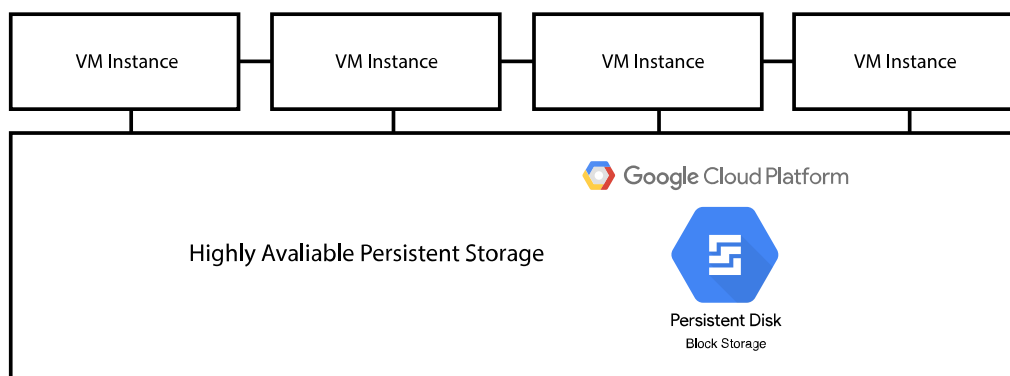 VM Instance
VM Instance
VM Instance
VM Instance
Google Cloud Platform
Highly Avaliable Persistent Storage
Persistent Disk
Block Storage